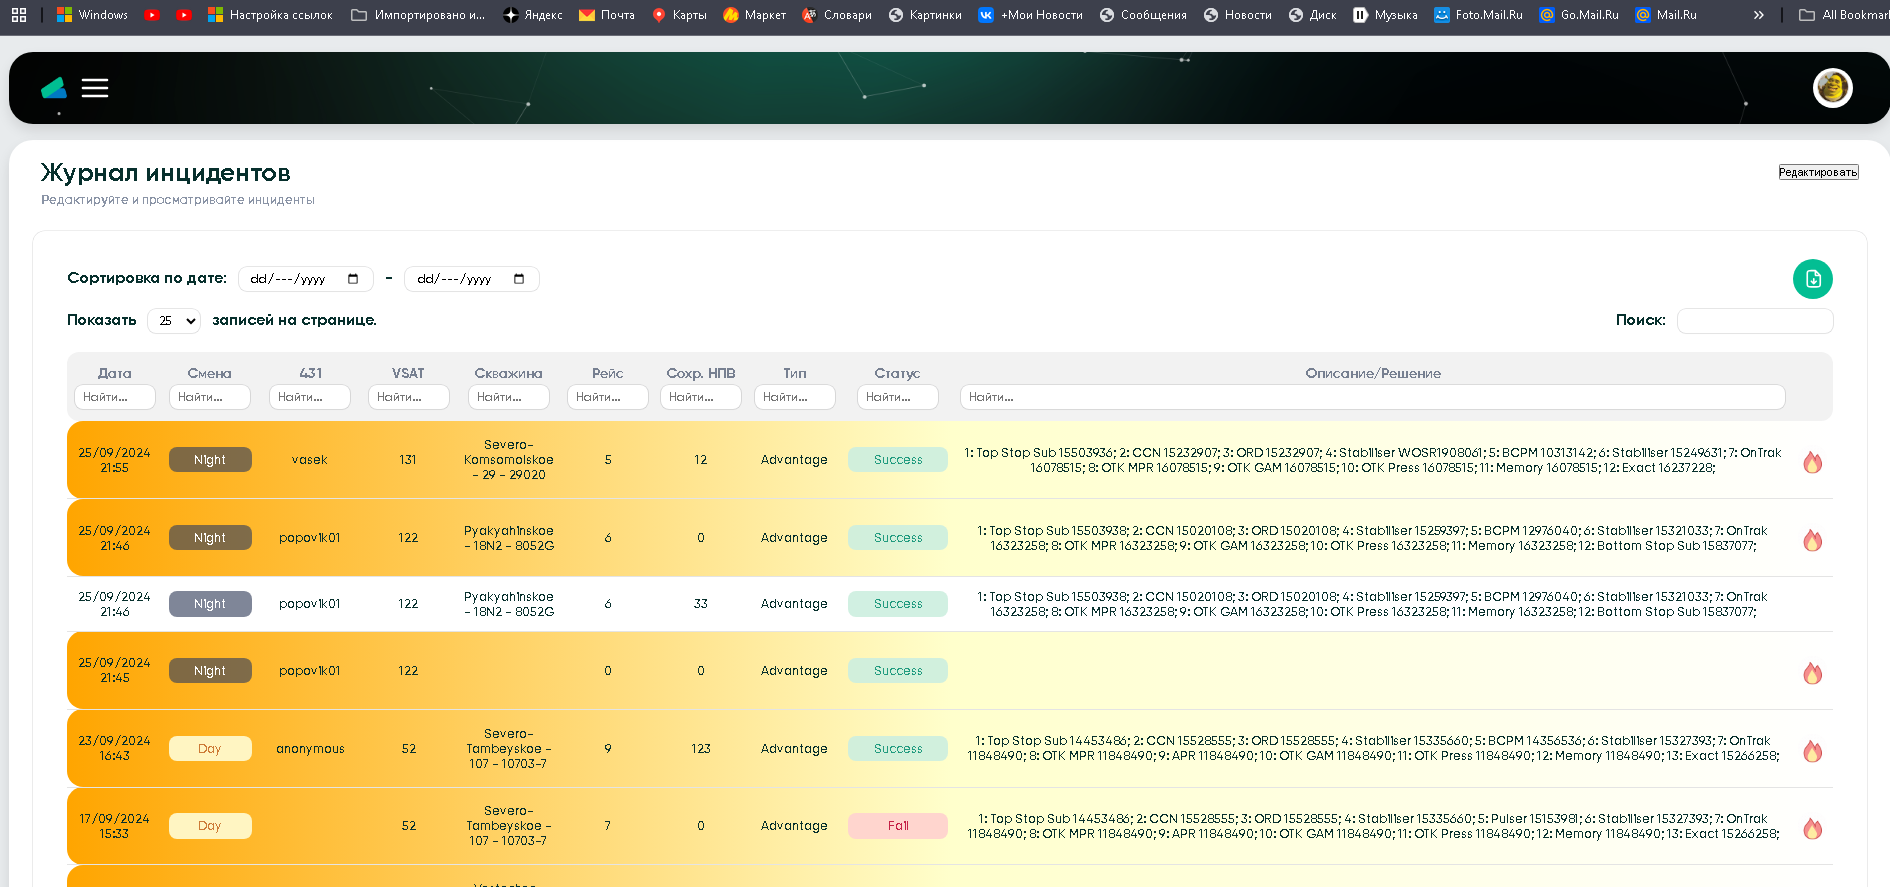 Windows Настройка ссылок Импортировано и... Яндекс Почта Карты Маркет Словари Картинки +Мои Новости Сообщения Новости Диск Музыка Foto.Mail.Ru Go.Mail.Ru Mail.Ru » All Bookmar
Журнал инцидентов
Редактировать
Редактируйте и просматривайте инциденты
Сортировка по дате: dd/---/yyyy - dd/---/yyyy
Показать 25 записей на странице. Поиск:
Дата Смена 431 VSAT Скважина Рейс Сохр. НПВ Тип Статус Описание/Решение
Найти... Найти... Найти... Найти... Найти... Найти... Найти... Найти... Найти... Найти...
25/09/2024
21:55
Night
vasek
131
Severo-
Komsomolskoe
- 29 - 29020
5
12
Advantage
Success
1: Top Stop Sub 15503936; 2: CCN 15232907; 3: ORD 15232907; 4: Stabiliser WOSR1908061; 5: BCPM 10313142; 6: Stabiliser 15249631; 7: OnTrak
16078515; 8: OTK MPR 16078515; 9: OTK GAM 16078515; 10: OTK Press 16078515; 11: Memory 16078515; 12: Exact 16237228;
25/09/2024
21:46
Night
popovik01
122
Pyakyahinskoe
- 18N2 - 8052G
6
0
Advantage
Success
1: Top Stop Sub 15503938; 2: CCN 15020108; 3: ORD 15020108; 4: Stabiliser 15259397; 5: BCPM 12976040; 6: Stabiliser 15321033; 7: OnTrak
16323258; 8: OTK MPR 16323258; 9: OTK GAM 16323258; 10: OTK Press 16323258; 11: Memory 16323258; 12: Bottom Stop Sub 15837077;
25/09/2024
21:46
Night
popovik01
122
Pyakyahinskoe
- 18N2 - 8052G
6
33
Advantage
Success
1: Top Stop Sub 15503938; 2: CCN 15020108; 3: ORD 15020108; 4: Stabiliser 15259397; 5: BCPM 12976040; 6: Stabiliser 15321033; 7: OnTrak
16323258; 8: OTK MPR 16323258; 9: OTK GAM 16323258; 10: OTK Press 16323258; 11: Memory 16323258; 12: Bottom Stop Sub 15837077;
25/09/2024
21:45
Night
popovik01
122
0
0
Advantage
Success
23/09/2024
16:43
Day
anonymous
52
Severo-
Tambeyskoe -
107 - 10703-7
9
123
Advantage
Success
1: Top Stop Sub 14453486; 2: CCN 15528555; 3: ORD 15528555; 4: Stabiliser 15335660; 5: BCPM 14356536; 6: Stabiliser 15327393; 7: OnTrak
11848490; 8: OTK MPR 11848490; 9: APR 11848490; 10: OTK GAM 11848490; 11: OTK Press 11848490; 12: Memory 11848490; 13: Exact 15266258;
17/09/2024
15:33
Day
52
Severo-
Tambeyskoe -
107 - 10703-7
7
0
Advantage
Fail
1: Top Stop Sub 14453486; 2: CCN 15528555; 3: ORD 15528555; 4: Stabiliser 15335660; 5: Pulser 15153981; 6: Stabiliser 15327393; 7: OnTrak
11848490; 8: OTK MPR 11848490; 9: APR 11848490; 10: OTK GAM 11848490; 11: OTK Press 11848490; 12: Memory 11848490; 13: Exact 15266258;